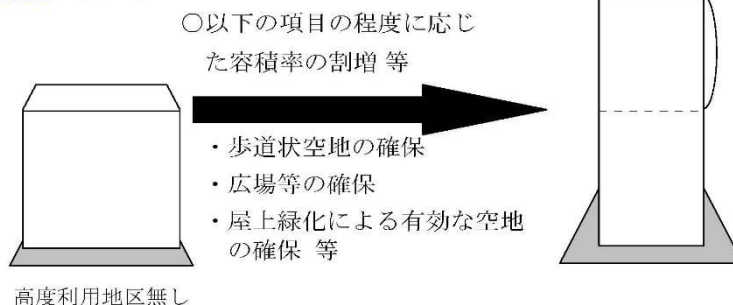 ○以下の項目の程度に応じ
た容積率の割増 等
・歩道状空地の確保
・広場等の確保
・屋上緑化による有効な空地
の確保 等
高度利用地区無し